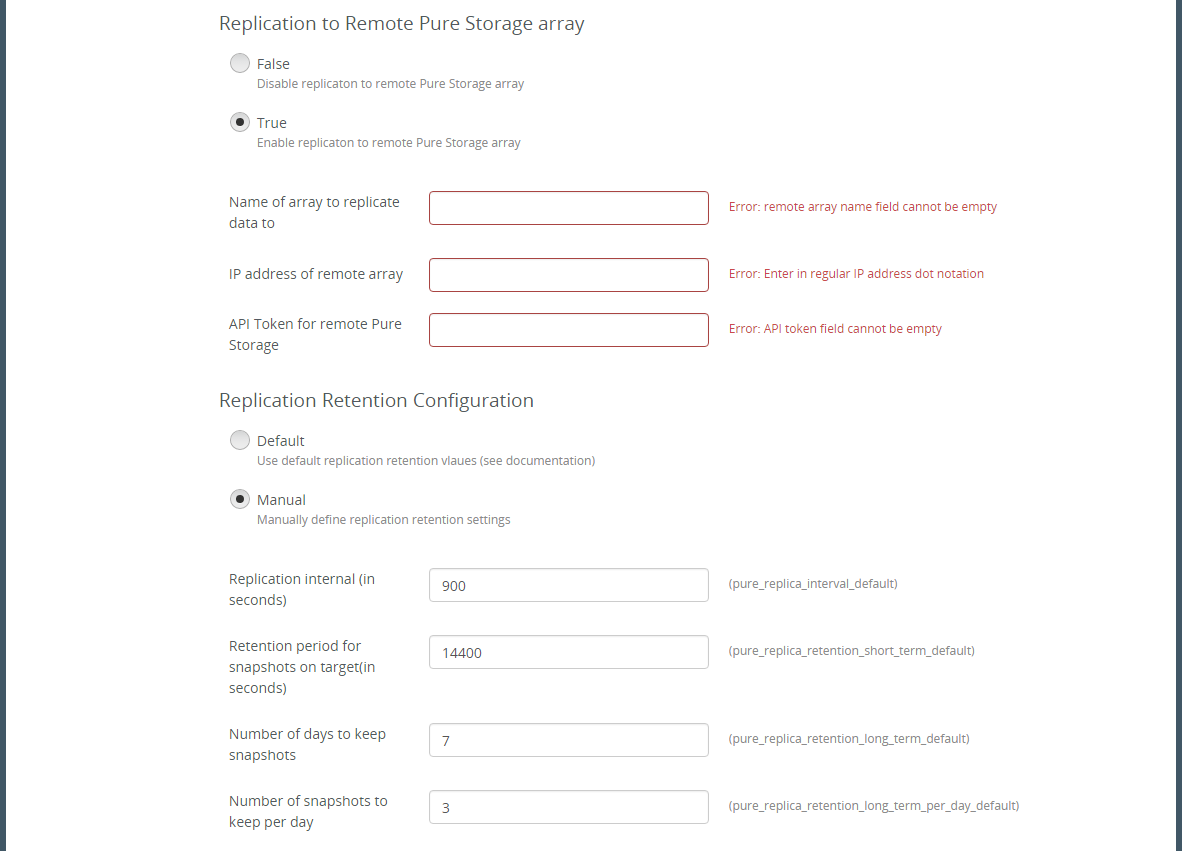 Replication to Remote Pure Storage array
False
Disable replicaton to remote Pure Storage array
True
Enable replicaton to remote Pure Storage array
Name of array to replicate
data to
Error: remote array name field cannot be empty
IP address of remote array
Error: Enter in regular IP address dot notation
API Token for remote Pure
Storage
Error: API token field cannot be empty
Replication Retention Configuration
Default
Use default replication retention vlaues (see documentation)
Manual
Manually define replication retention settings
Replication internal (in
seconds)
900
(pure_replica_interval_default)
Retention period for
snapshots on target(in
seconds)
14400
(pure_replica_retention_short_term_default)
Number of days to keep
snapshots
7
(pure_replica_retention_long_term_default)
Number of snapshots to
keep per day
3
(pure_replica_retention_long_term_per_day_default)